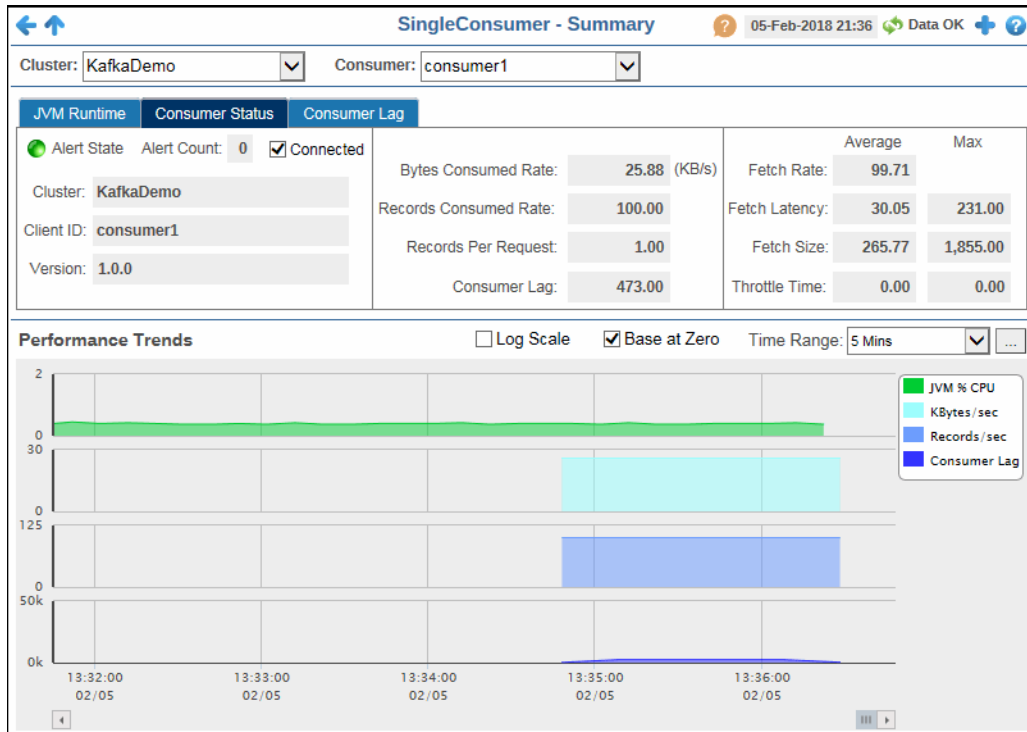 SingleConsumer - Summary
? 05-Feb-2018 21:36 Data OK ?
Cluster: KafkaDemo Consumer: consumer1
JVM Runtime Consumer Status Consumer Lag
Alert State Alert Count: 0 Connected
Cluster: KafkaDemo
Client ID: consumer1
Version: 1.0.0
Bytes Consumed Rate: 25.88 (KB/s)
Records Consumed Rate: 100.00
Records Per Request: 1.00
Consumer Lag: 473.00
Average Max
Fetch Rate: 99.71
Fetch Latency: 30.05 231.00
Fetch Size: 265.77 1,855.00
Throttle Time: 0.00 0.00
Performance Trends Log Scale Base at Zero Time Range: 5 Mins ...
2
0
30
0
125
0
50k
0k
13:32:00 13:33:00 13:34:00 13:35:00 13:36:00
02/05 02/05 02/05 02/05 02/05
JVM % CPU
KBytes/sec
Records/sec
Consumer Lag